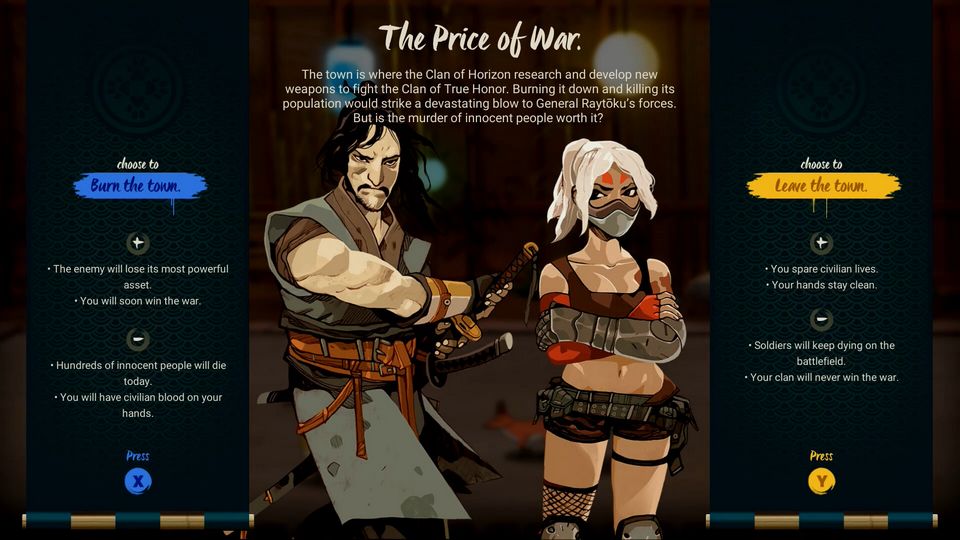 The Price of War.
The town is where the Clan of Horizon research and develop new
weapons to fight the Clan of True Honor. Burning it down and killing its
population would strike a devastating blow to General Raytōku's forces.
But is the murder of innocent people worth it?
choose to
Burn the town.
• The enemy will lose its most powerful
asset.
• You will soon win the war.
• Hundreds of innocent people will die
today.
• You will have civilian blood on your
hands.
Press
X
choose to
Leave the town.
• You spare civilian lives.
• Your hands stay clean.
• Soldiers will keep dying on the
battlefield.
• Your clan will never win the war.
Press
Y